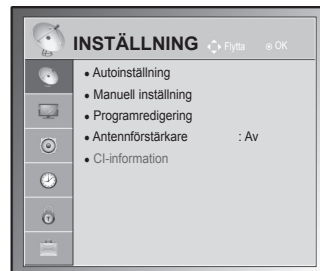 INSTÄLLNING Flytta OK
• Autoinställning
• Manuell inställning
• Programredigering
• Antennförstärkare : Av
• CI-information